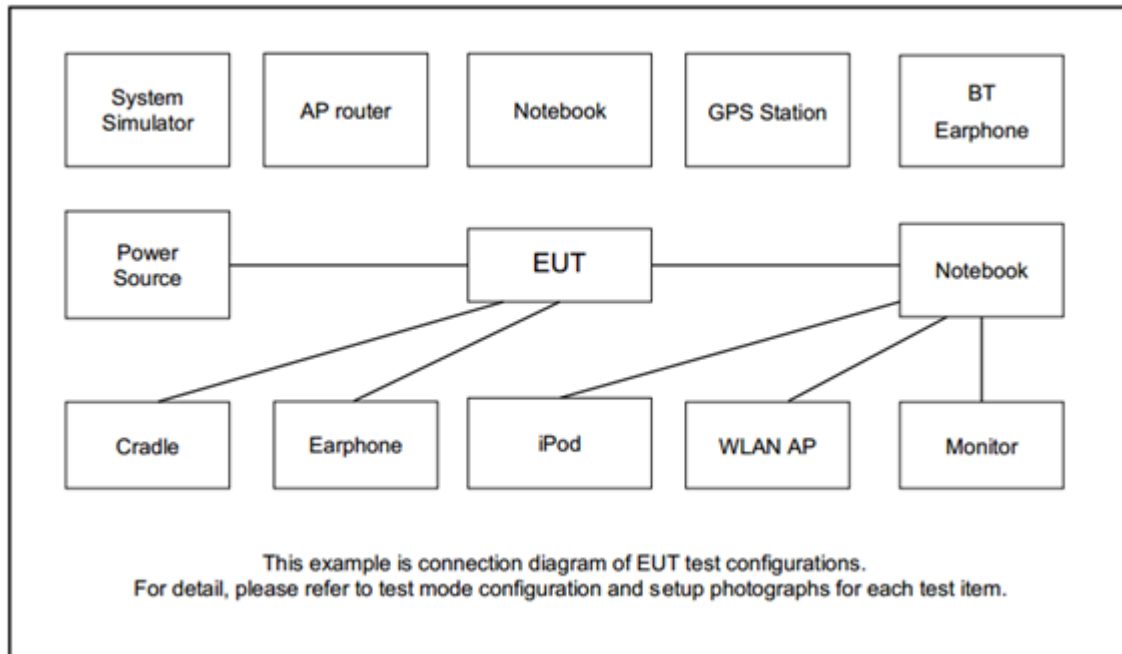 System
Simulator
AP router
Notebook
GPS Station
BT
Earphone
Power
Source
EUT
Notebook
Cradle
Earphone
iPod
WLAN AP
Monitor
This example is connection diagram of EUT test configurations.
For detail, please refer to test mode configuration and setup photographs for each test item.